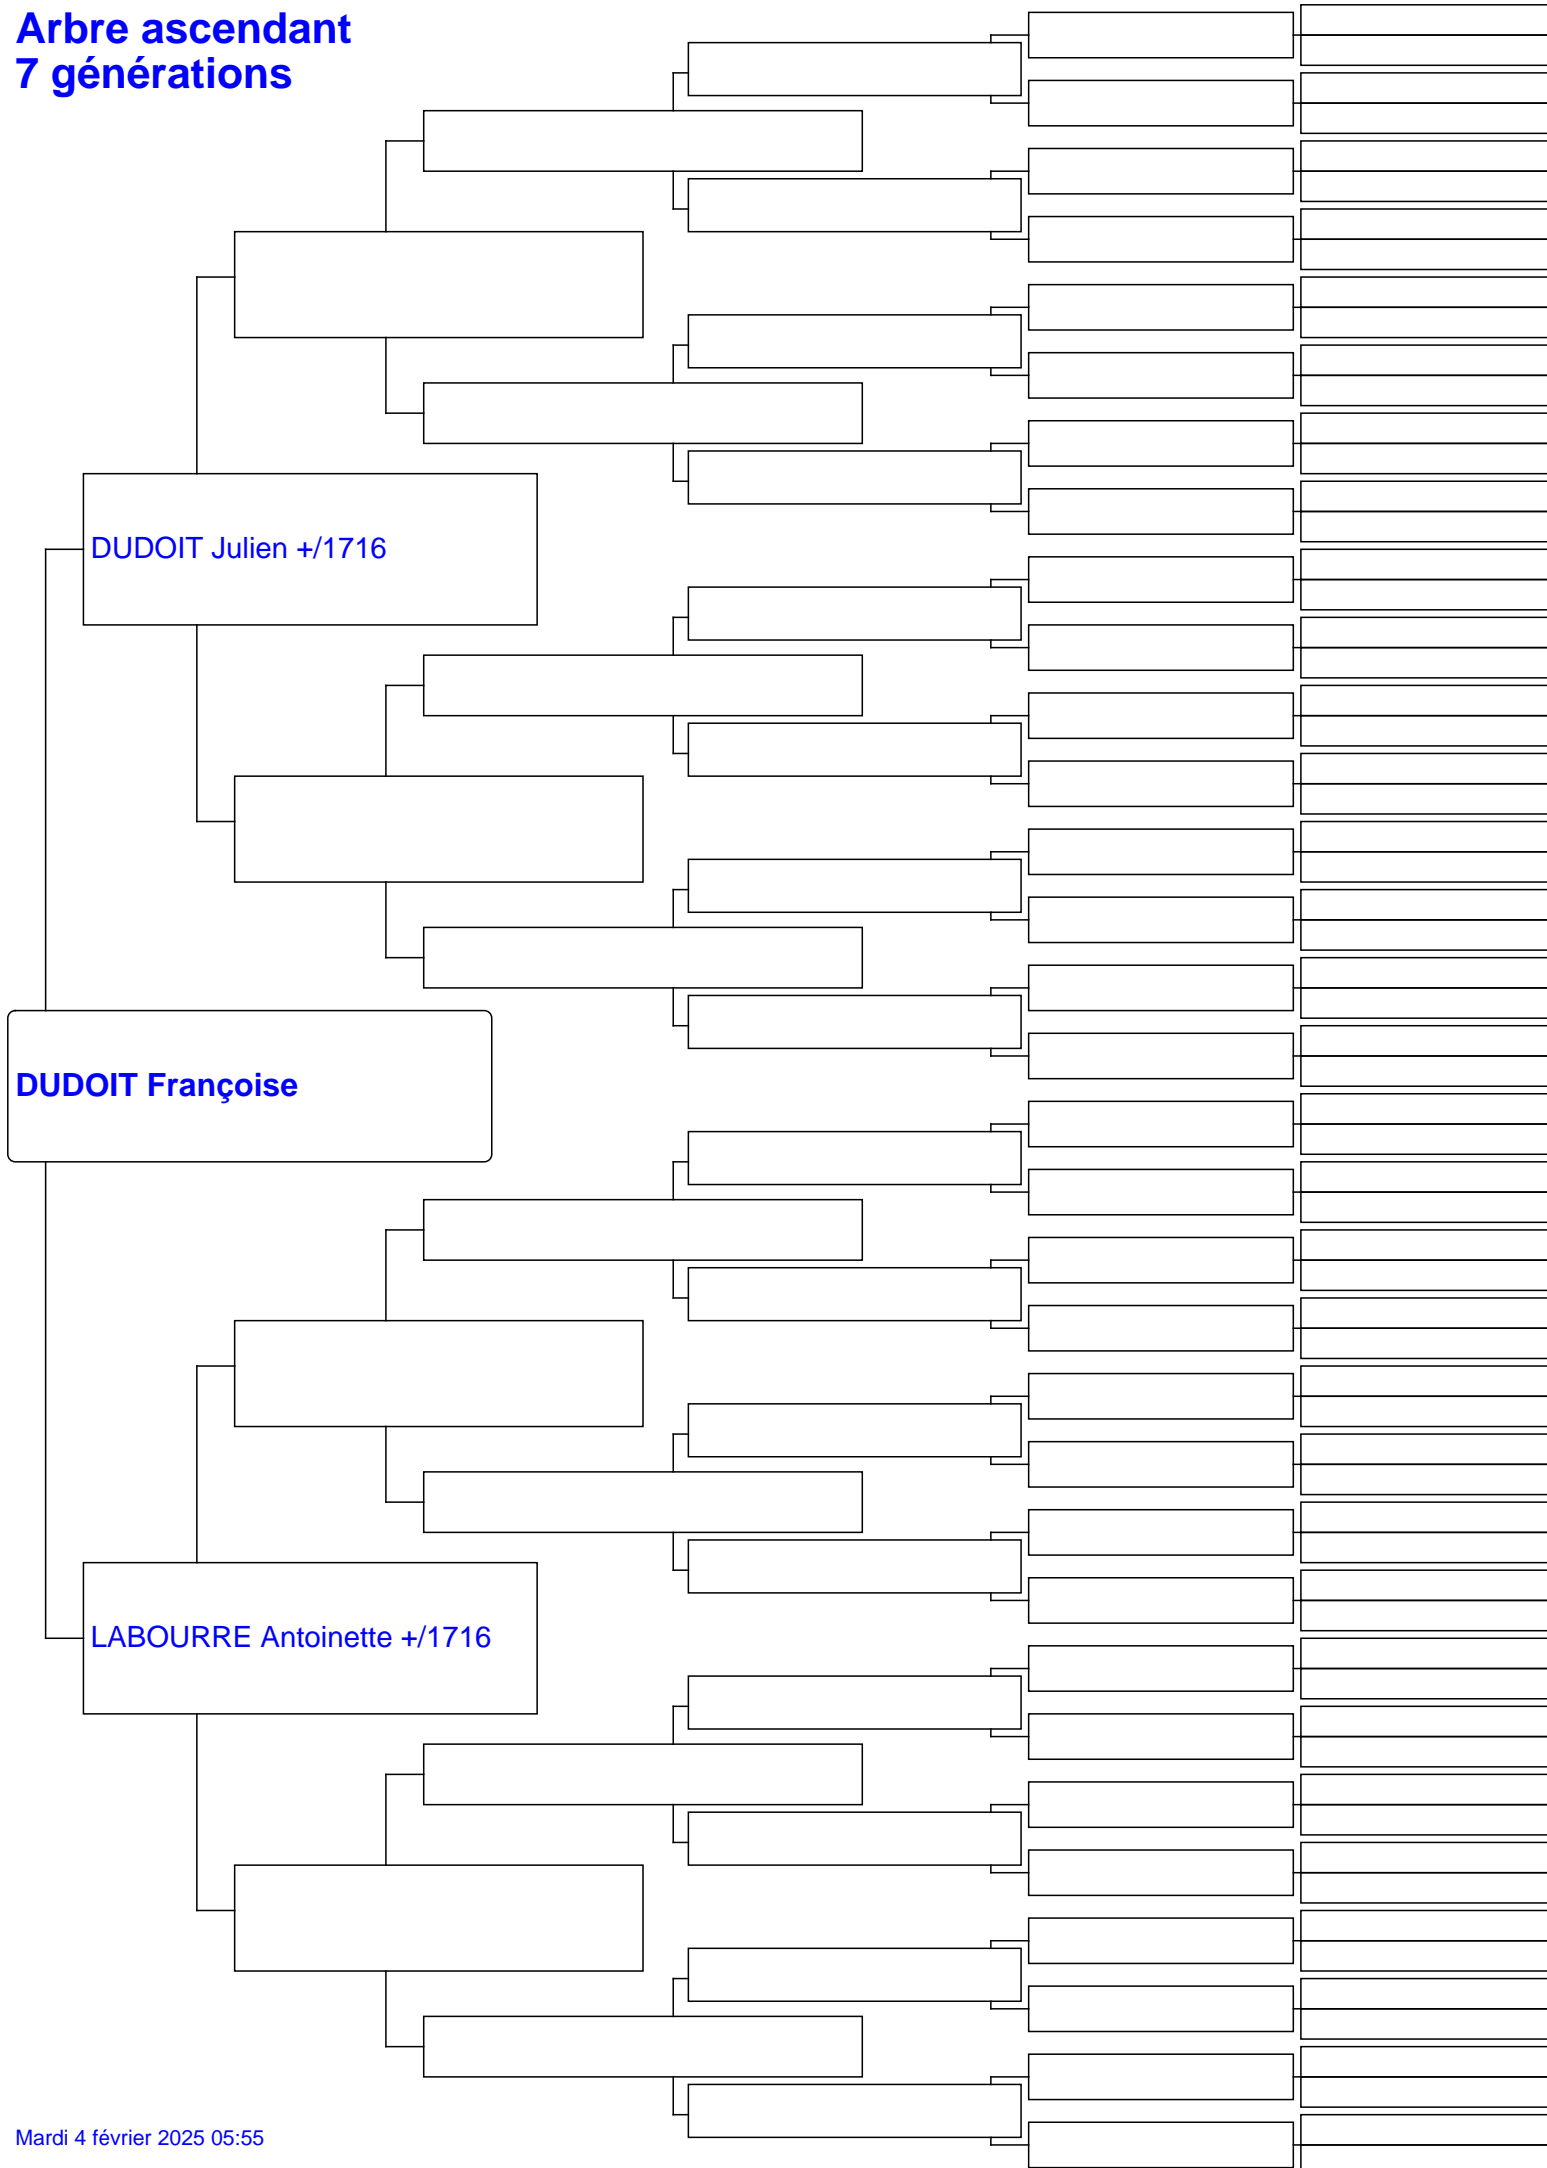 Arbre ascendant
7 générations
DUDOIT Julien +/1716
DUDOIT Françoise
LABOURRE Antoinette +/1716
Mardi 4 février 2025 05:55